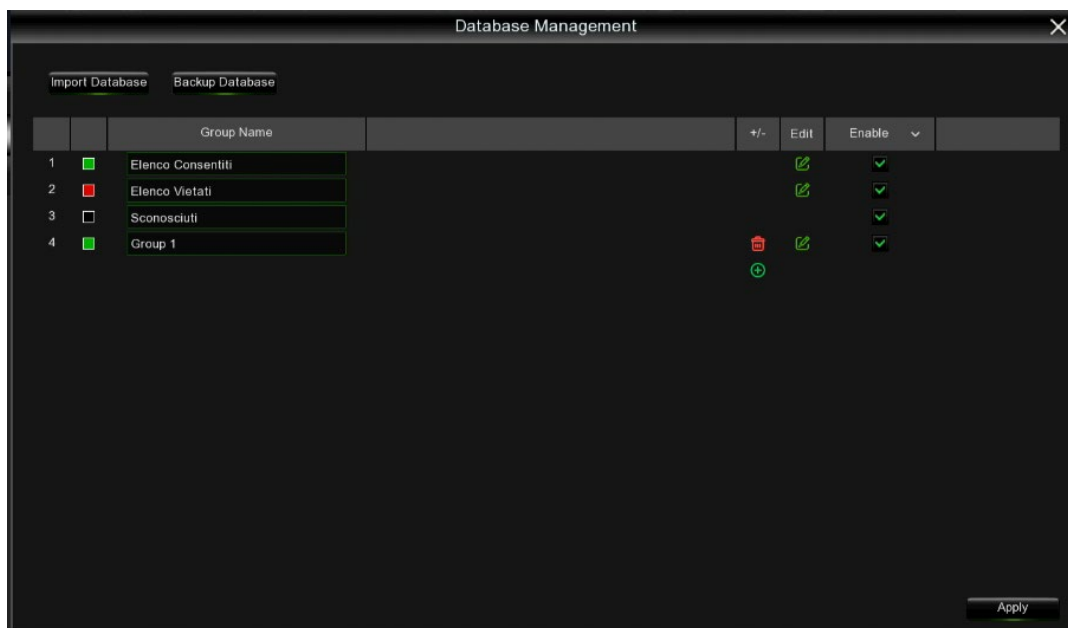 Database Management
Import Database Backup Database
Group Name +/- Edit Enable
1 Elenco Consentiti
2 Elenco Vietati
3 Sconosciuti
4 Group 1
Apply